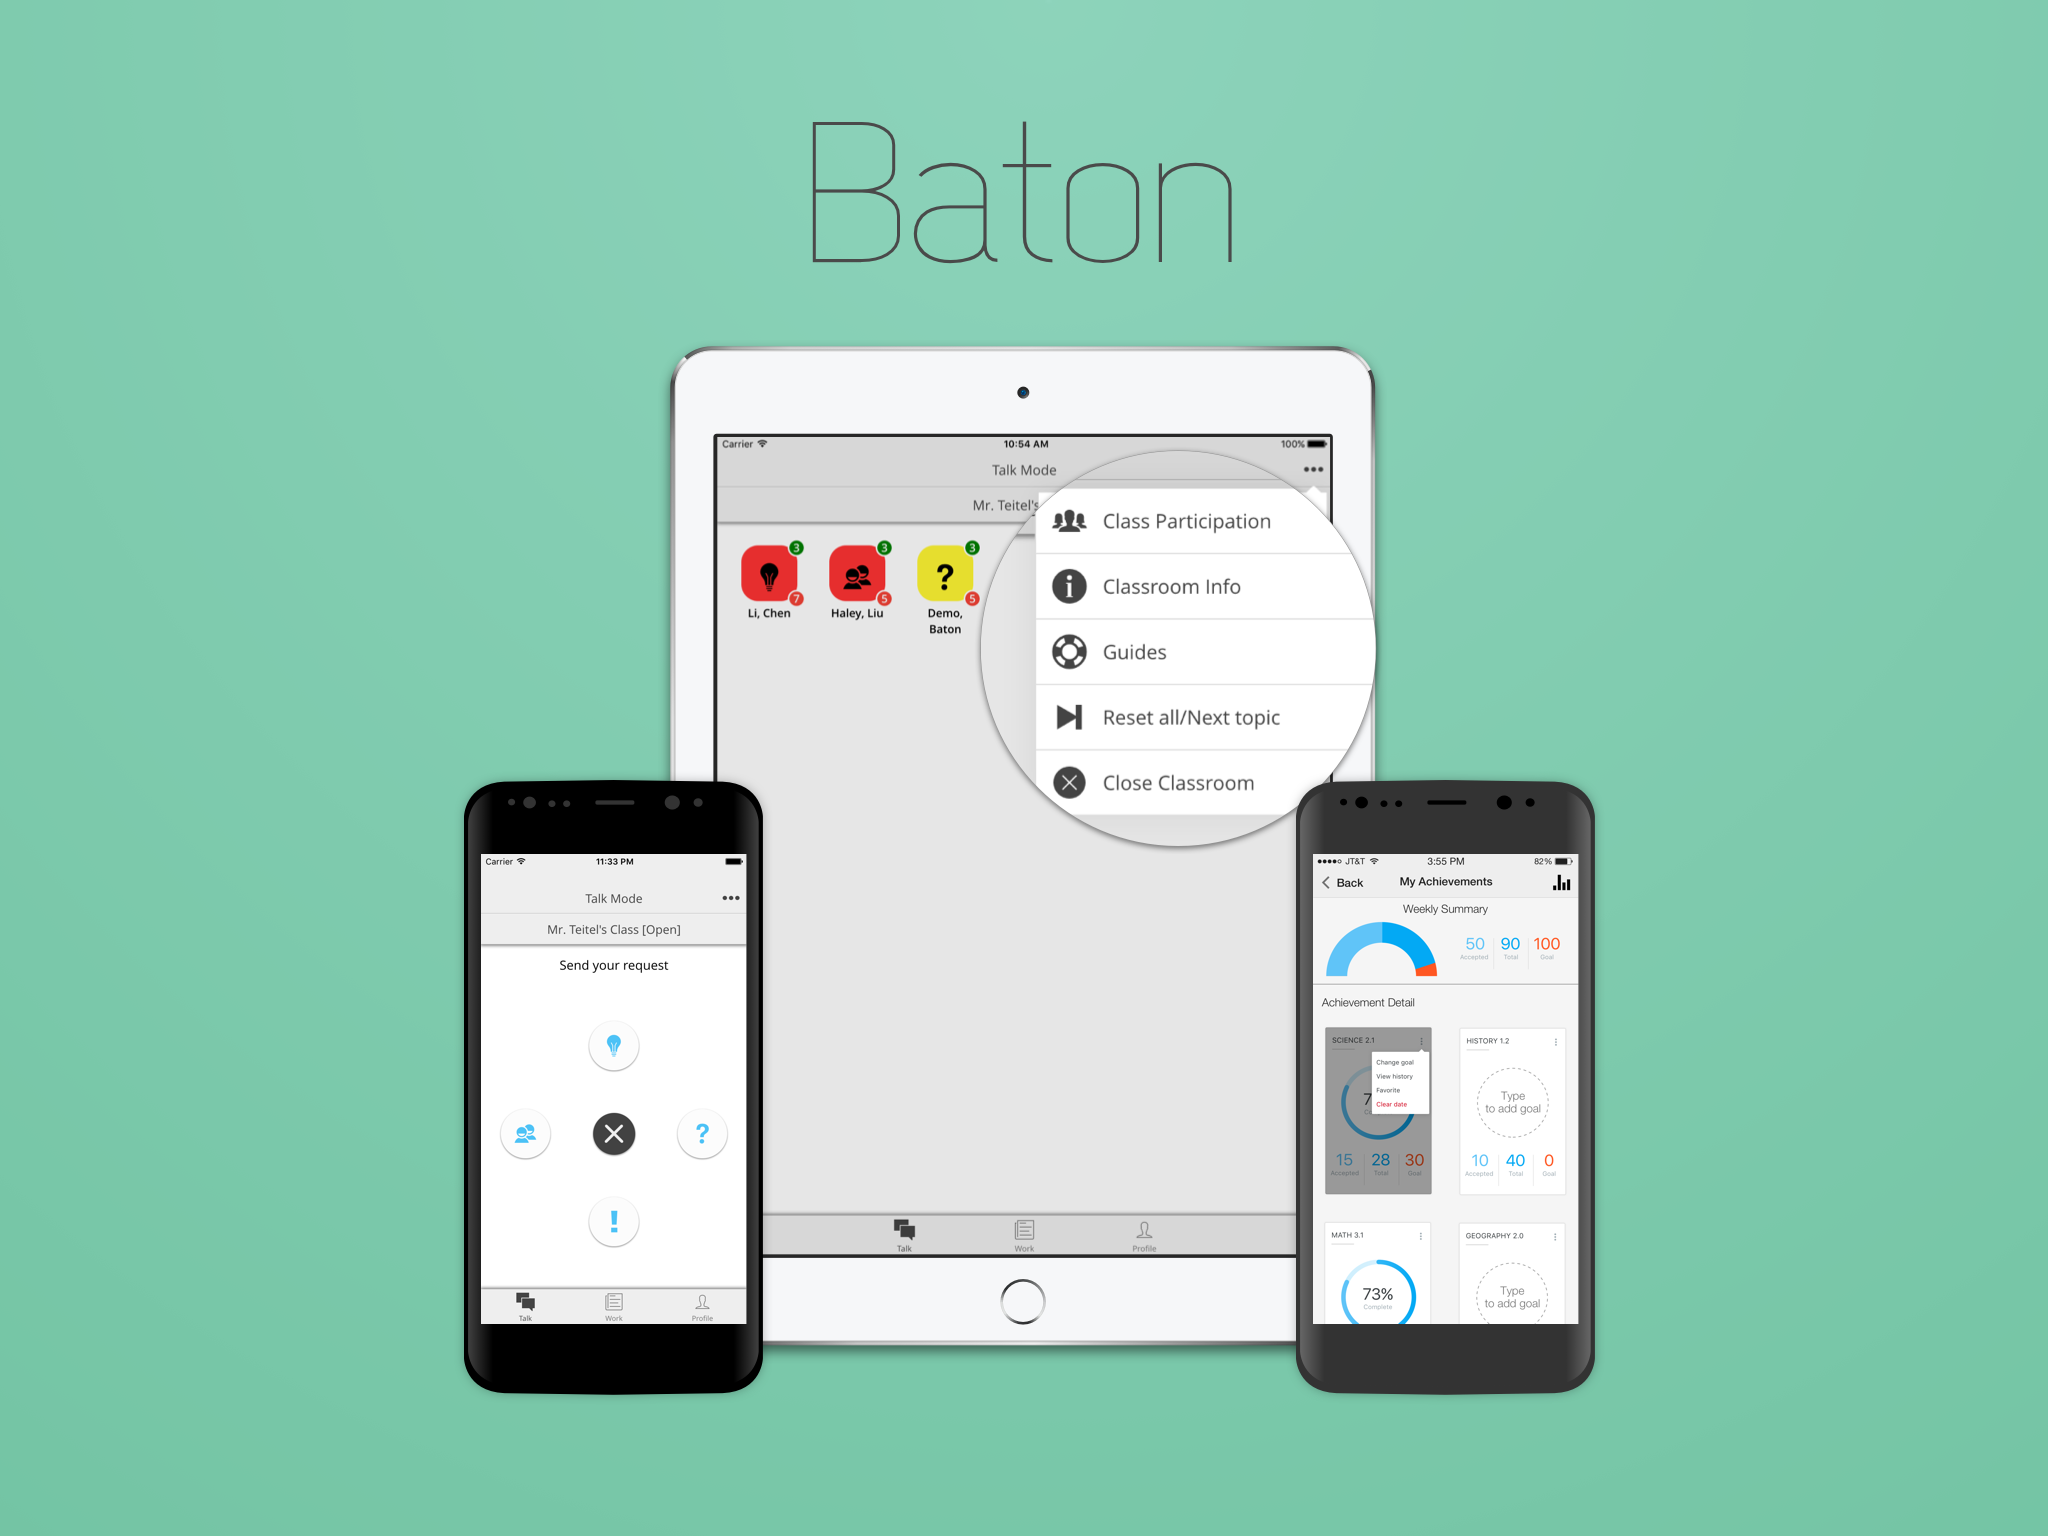 Baton
Carrier
10:54 AM
100%
Talk Mode
Mr. Teitel's
3
7
Li, Chen
3
5
Haley, Liu
3
5
Demo,
Baton
Class Participation
Classroom Info
Guides
Reset all/Next topic
Close Classroom
Talk
Work
Profile
Carrier
11:33 PM
Talk Mode
Mr. Teitel's Class [Open]
Send your request
?
!
Talk
Work
Profile
JT&T
3:55 PM
82%
Back
My Achievements
Weekly Summary
50
90
100
Accepted
Total
Goal
Achievement Detail
SCIENCE 2.1
Change goal
View history
Favorite
Clear date
15
28
30
Accepted
Total
Goal
HISTORY 1.2
Type
to add goal
10
40
0
Accepted
Total
Goal
MATH 3.1
73%
Complete
GEOGRAPHY 2.0
Type
to add goal